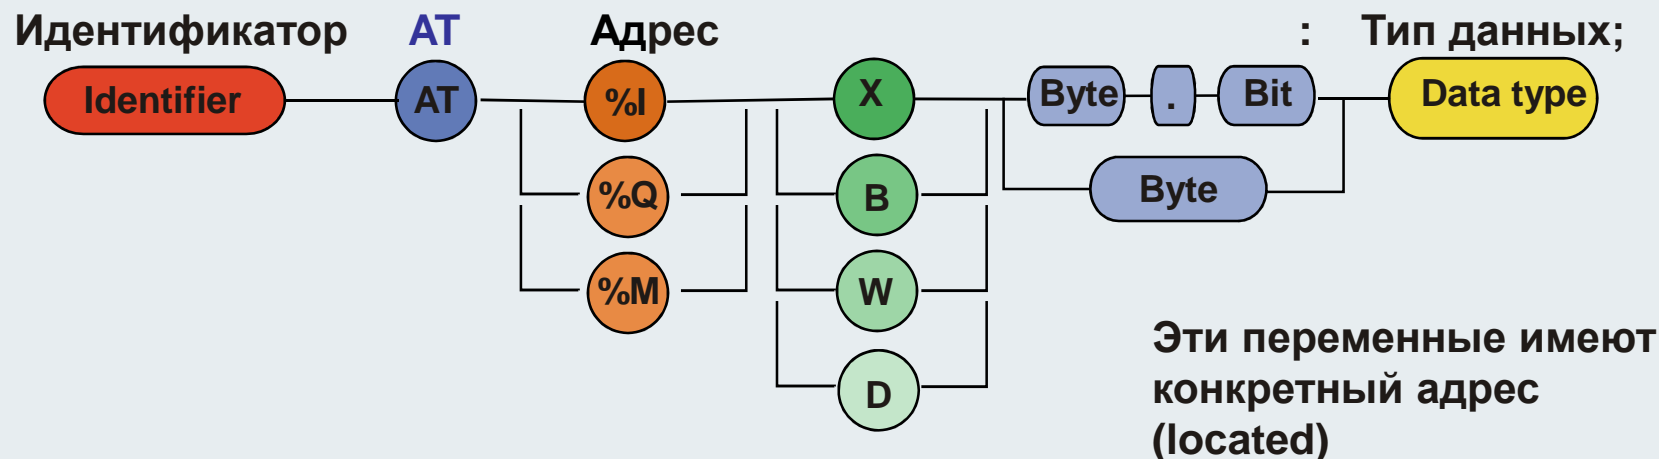 Идентификатор AT Адрес : Тип данных;
Identifier AT %I X Byte . Bit Data type
%Q B Byte
%M W
D
Эти переменные имеют
конкретный адрес
(located)